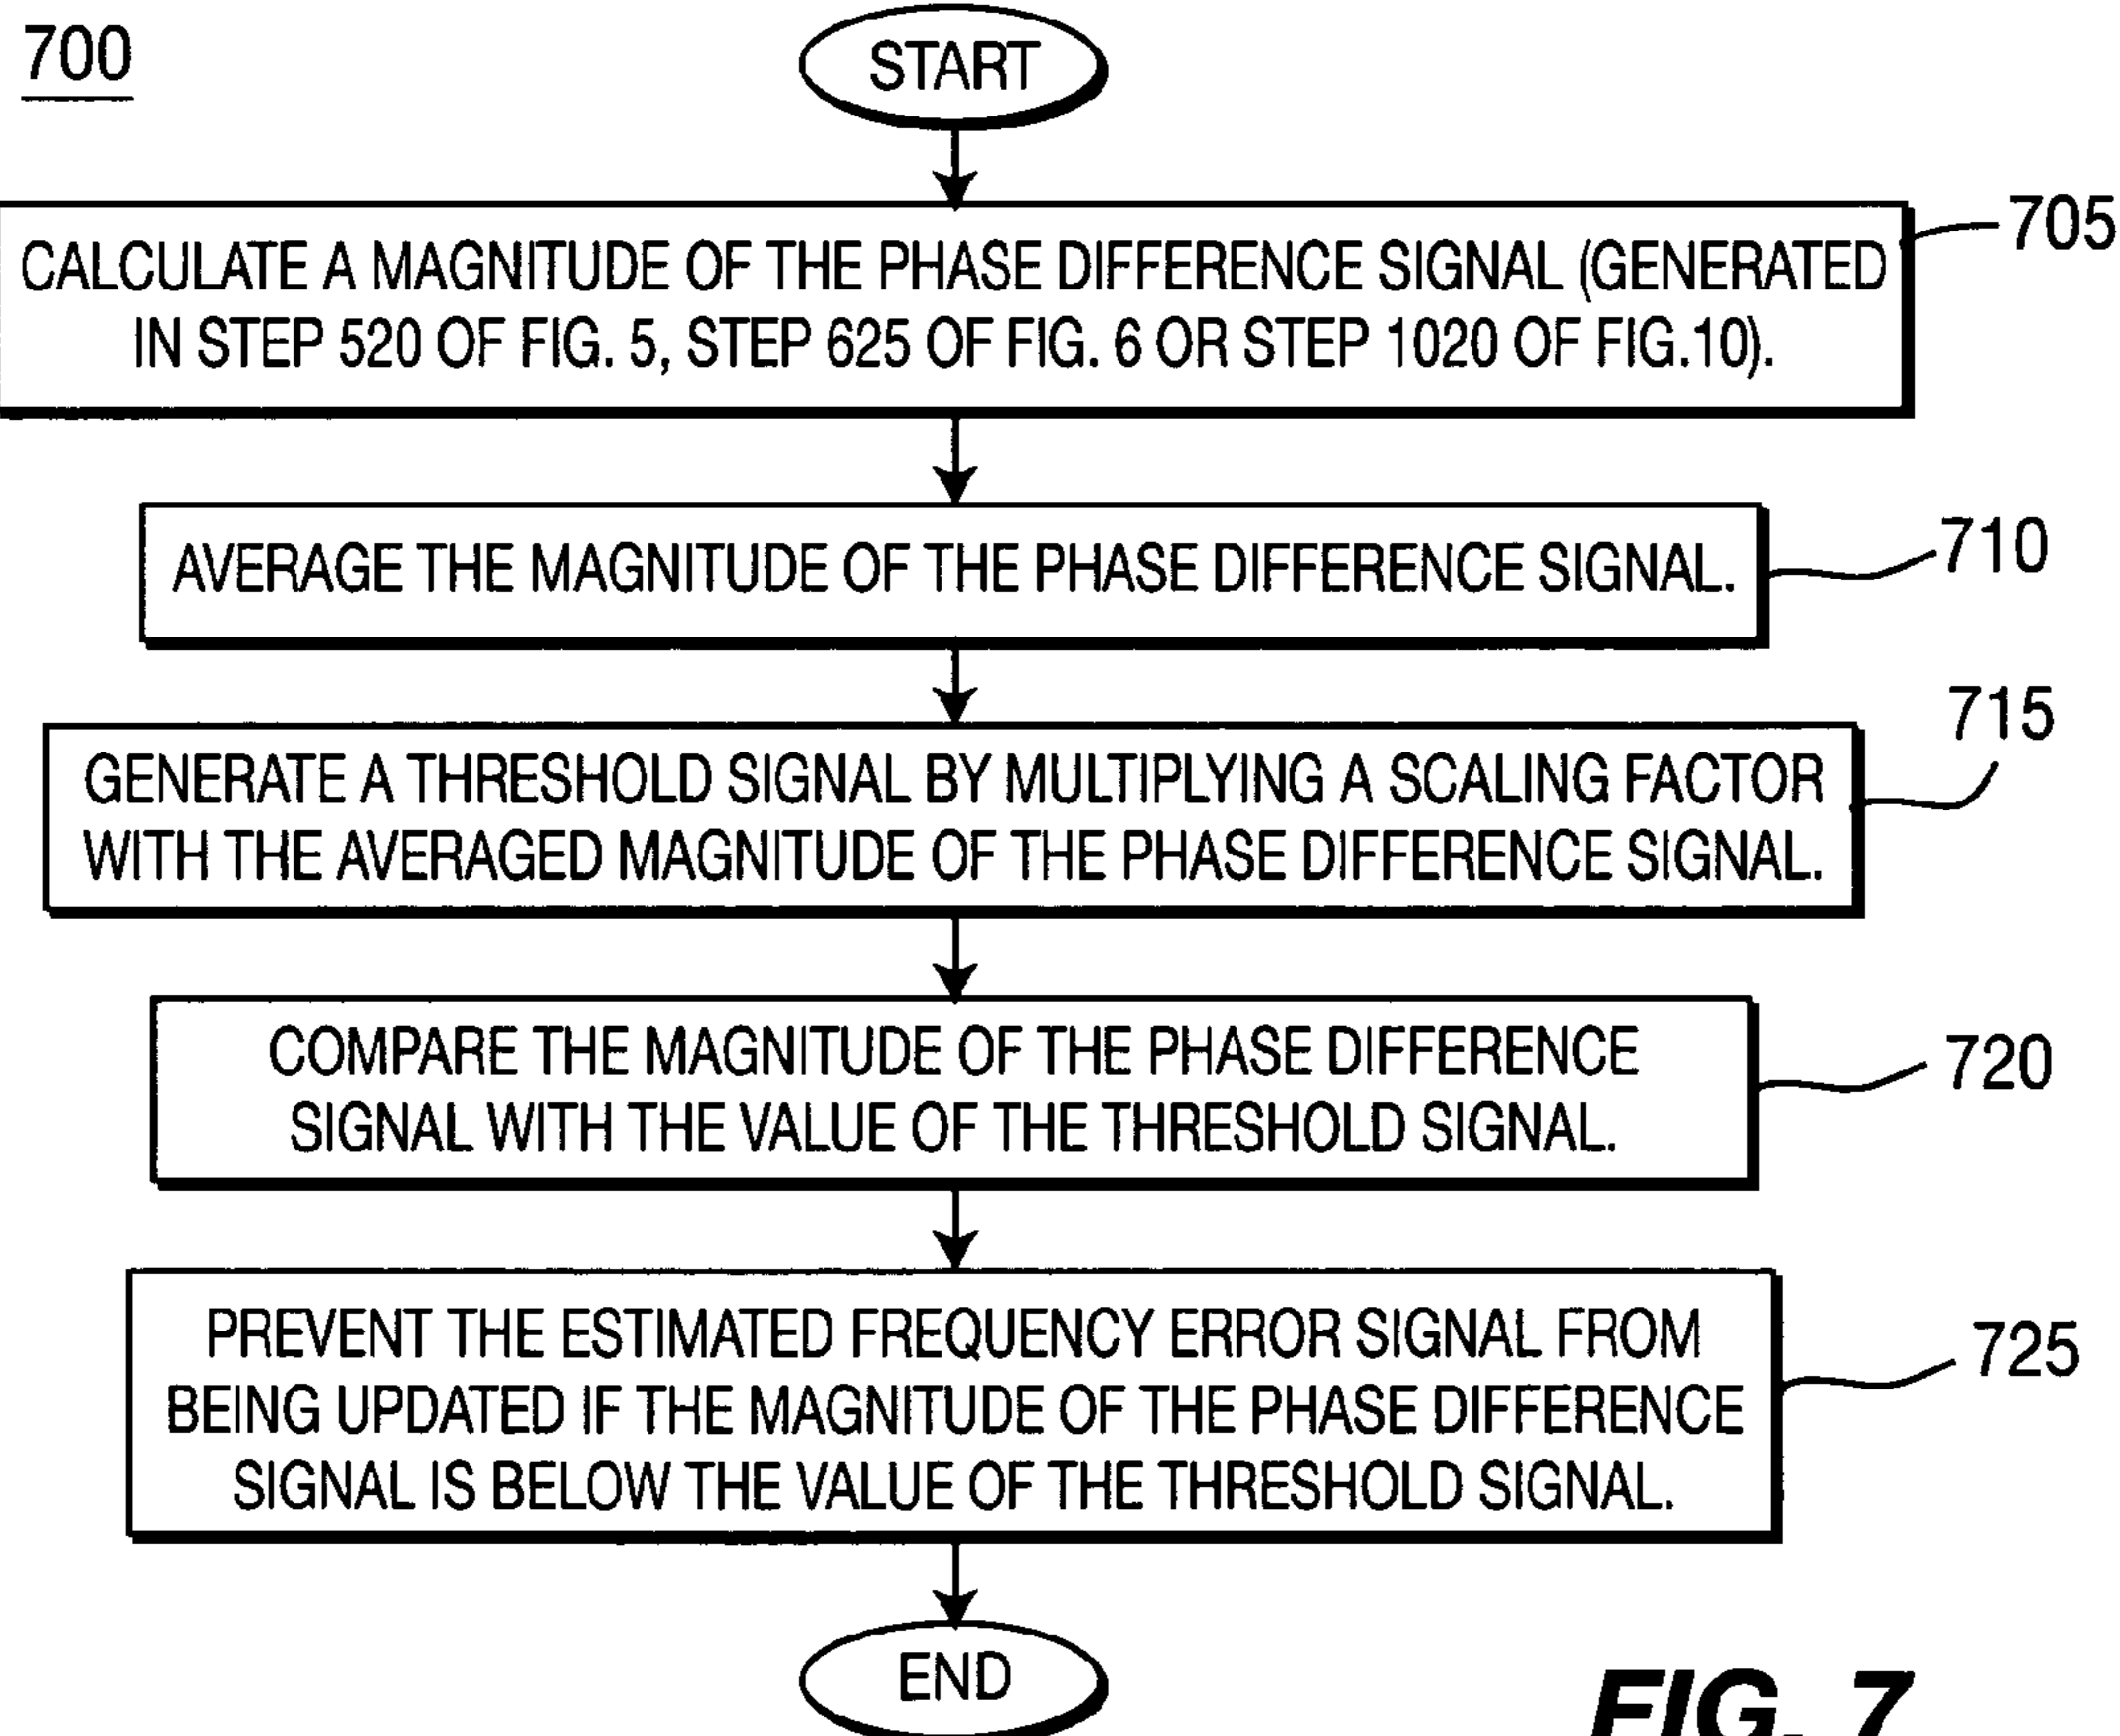 700
START
CALCULATE A MAGNITUDE OF THE PHASE DIFFERENCE SIGNAL (GENERATED
IN STEP 520 OF FIG. 5, STEP 625 OF FIG. 6 OR STEP 1020 OF FIG.10).
705
AVERAGE THE MAGNITUDE OF THE PHASE DIFFERENCE SIGNAL.
710
GENERATE A THRESHOLD SIGNAL BY MULTIPLYING A SCALING FACTOR
WITH THE AVERAGED MAGNITUDE OF THE PHASE DIFFERENCE SIGNAL.
715
COMPARE THE MAGNITUDE OF THE PHASE DIFFERENCE
SIGNAL WITH THE VALUE OF THE THRESHOLD SIGNAL.
720
PREVENT THE ESTIMATED FREQUENCY ERROR SIGNAL FROM
BEING UPDATED IF THE MAGNITUDE OF THE PHASE DIFFERENCE
SIGNAL IS BELOW THE VALUE OF THE THRESHOLD SIGNAL.
725
END
FIG. 7